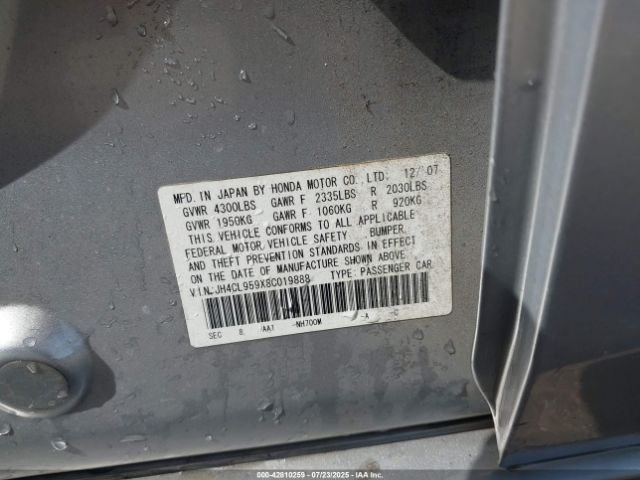 MFD. IN JAPAN BY HONDA MOTOR CO., LTD. 12/07
GVWR 4300LBS GAWR F 2335LBS R 2030LBS
GVWR 1950KG GAWR F 1060KG R 920KG
THIS VEHICLE CONFORMS TO ALL APPLICABLE
FEDERAL MOTOR VEHICLE SAFETY, BUMPER,
AND THEFT PREVENTION STANDARDS IN EFFECT
ON THE DATE OF MANUFACTURE SHOWN ABOVE.
VIN: JH4CL959X8C019888 TYPE: PASSENGER CAR
SEC 8. /AA1 -NH700M -A -C
000-42810259 - 07/23/2025 - IAAI.COM